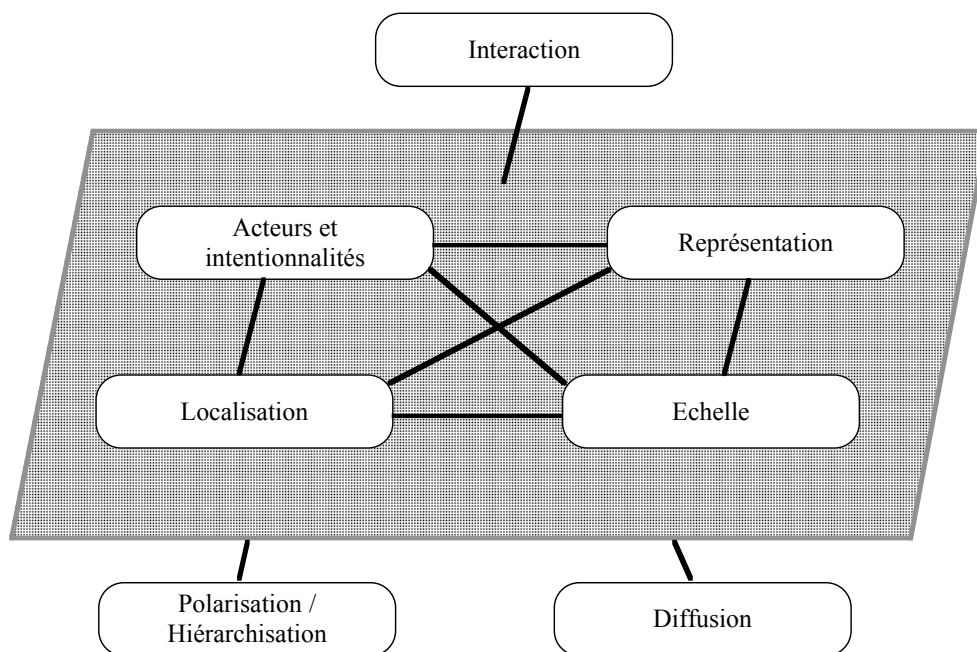 Interaction
Acteurs et
intentionnalités
Représentation
Localisation
Echelle
Polarisation /
Hiérarchisation
Diffusion